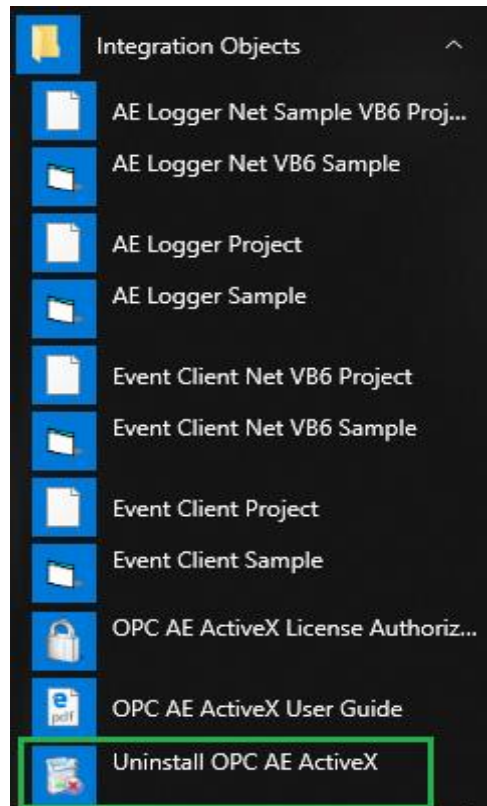 Integration Objects
AE Logger Net Sample VB6 Proj...
AE Logger Net VB6 Sample
AE Logger Project
AE Logger Sample
Event Client Net VB6 Project
Event Client Net VB6 Sample
Event Client Project
Event Client Sample
OPC AE ActiveX License Authoriz...
pdf
OPC AE ActiveX User Guide
Uninstall OPC AE ActiveX